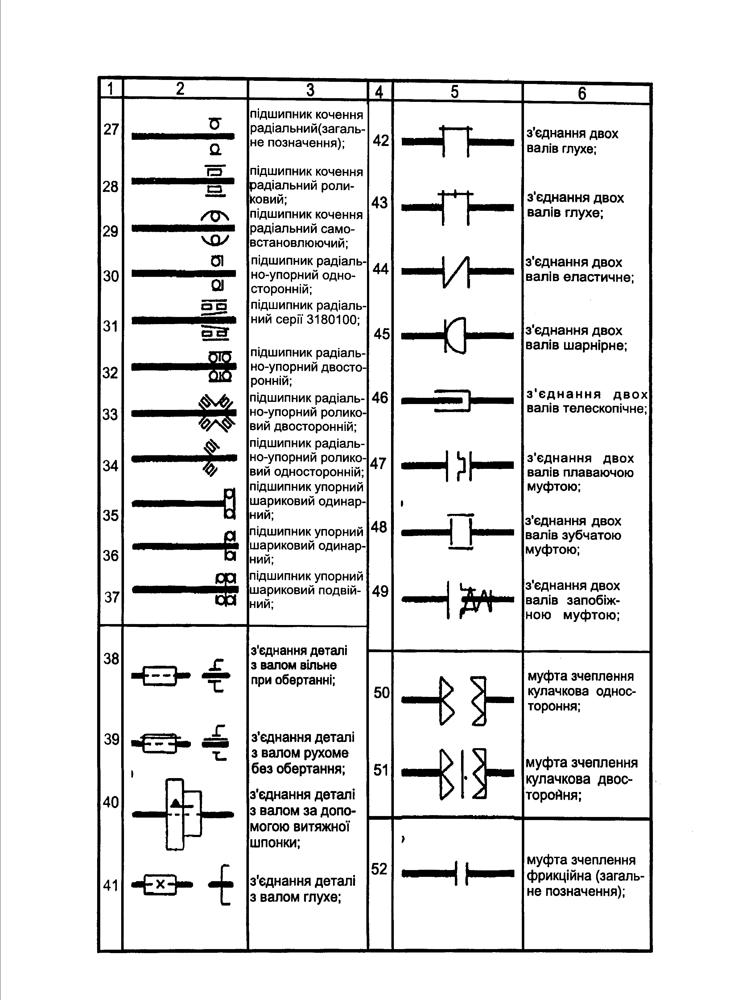 1 2 3 4 5 6
27
підшипник кочення
радіальний(загаль-
не позначення);
28
підшипник кочення
радіальний роли-
ковий;
29
підшипник кочення
радіальний само-
встановлюючий;
30
підшипник радіаль-
но-упорний одно-
сторонній;
31
підшипник радіаль-
ний серії 3180100;
32
підшипник радіаль-
но-упорний двосто-
ронній;
33
підшипник радіаль-
но-упорний ролико-
вий двосторонній;
34
підшипник радіаль-
но-упорний ролико-
вий односторонній;
35
підшипник упорний
шариковий одинар-
ний;
36
підшипник упорний
шариковий одинар-
ний;
37
підшипник упорний
шариковий подвій-
ний;
38
з'єднання деталі
з валом вільне
при обертанні;
39
з'єднання деталі
з валом рухоме
без обертання;
40
з'єднання деталі
з валом за допо-
могою витяжної
шпонки;
41
з'єднання деталі
з валом глухе;
42
з'єднання двох
валів глухе;
43
з'єднання двох
валів глухе;
44
з'єднання двох
валів еластичне;
45
з'єднання двох
валів шарнірне;
46
з'єднання двох
валів телескопічне;
47
з'єднання двох
валів плаваючою
муфтою;
48
з'єднання двох
валів зубчатою
муфтою;
49
з'єднання двох
валів запобіж-
ною муфтою;
50
муфта зчеплення
кулачкова однос-
тороння;
51
муфта зчеплення
кулачкова двос-
тороння;
52
муфта зчеплення
фрикційна (загаль-
не позначення);